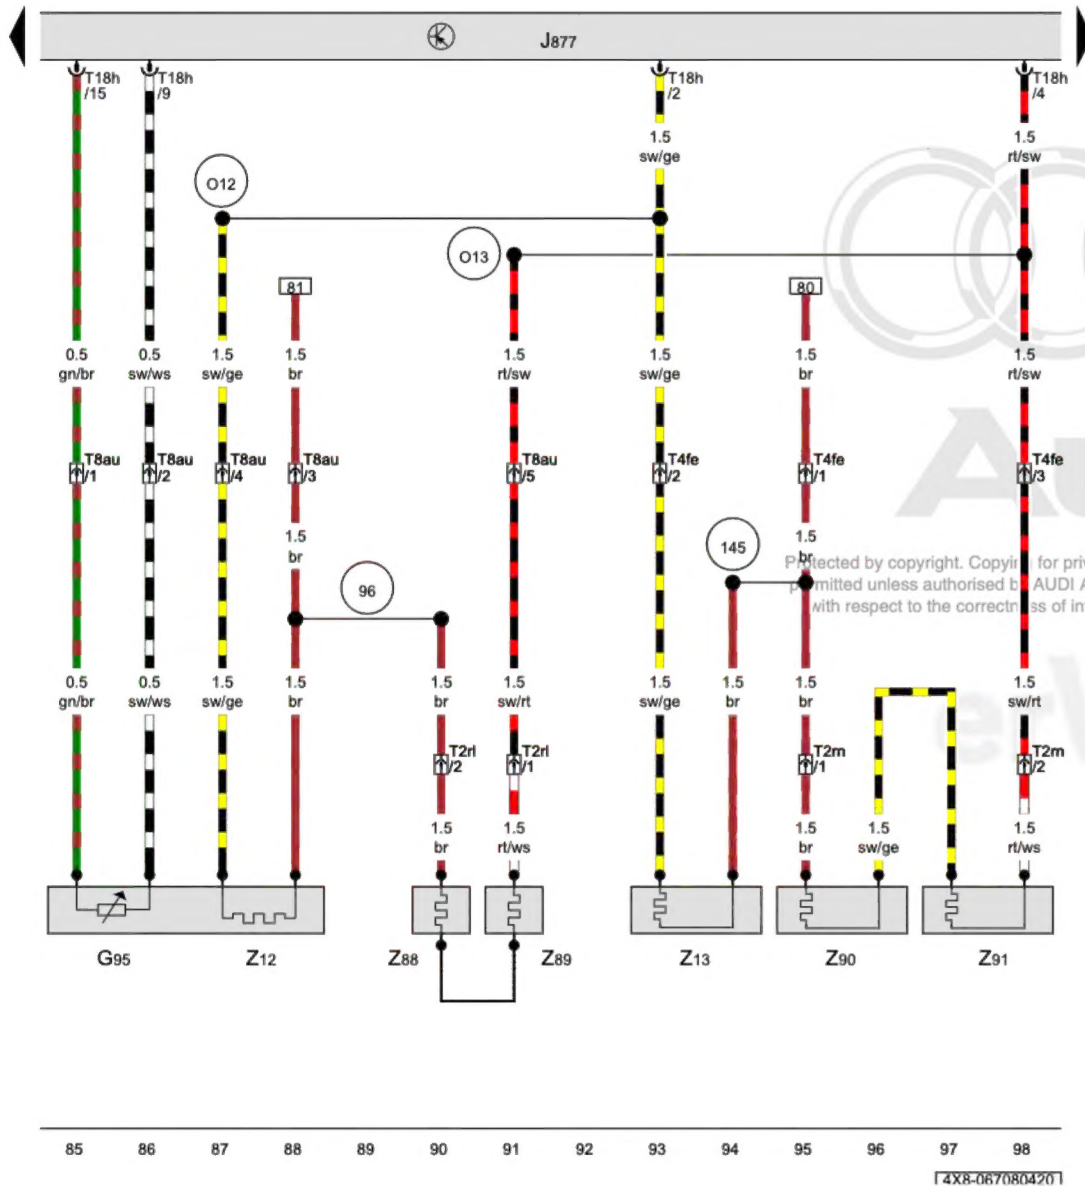 J877
T18h /15
T18h /9
T18h /2
T18h /4
1.5 sw/ge
1.5 rt/sw
O12
O13
81
80
0.5 gn/br
0.5 sw/ws
1.5 sw/ge
1.5 br
1.5 rt/sw
1.5 sw/ge
1.5 br
1.5 rt/sw
T8au /1
T8au /2
T8au /4
T8au /3
T8au /5
T4fe /2
T4fe /1
T4fe /3
1.5 br
1.5 br
145
96
Protected by copyright. Copying for priv
permitted unless authorised by AUDI A
with respect to the correctness of in
0.5 gn/br
0.5 sw/ws
1.5 sw/ge
1.5 br
1.5 br
1.5 sw/rt
1.5 sw/ge
1.5 br
1.5 br
1.5 sw/rt
T2rl /2
T2rl /1
T2m /1
T2m /2
1.5 br
1.5 rt/ws
1.5 br
1.5 sw/ge
1.5 rt/ws
G95
Z12
Z88
Z89
Z13
Z90
Z91
85 86 87 88 89 90 91 92 93 94 95 96 97 98
4X8-067080420